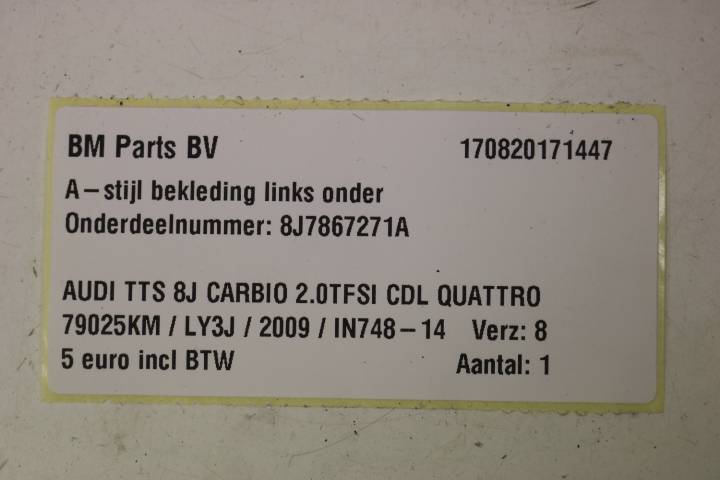 BM Parts BV 170820171447
A-stijl bekleding links onder
Onderdeelnummer: 8J7867271A
AUDI TTS 8J CARBIO 2.0TFSI CDL QUATTRO
79025KM / LY3J / 2009 / IN748-14 Verz: 8
5 euro incl BTW Aantal: 1